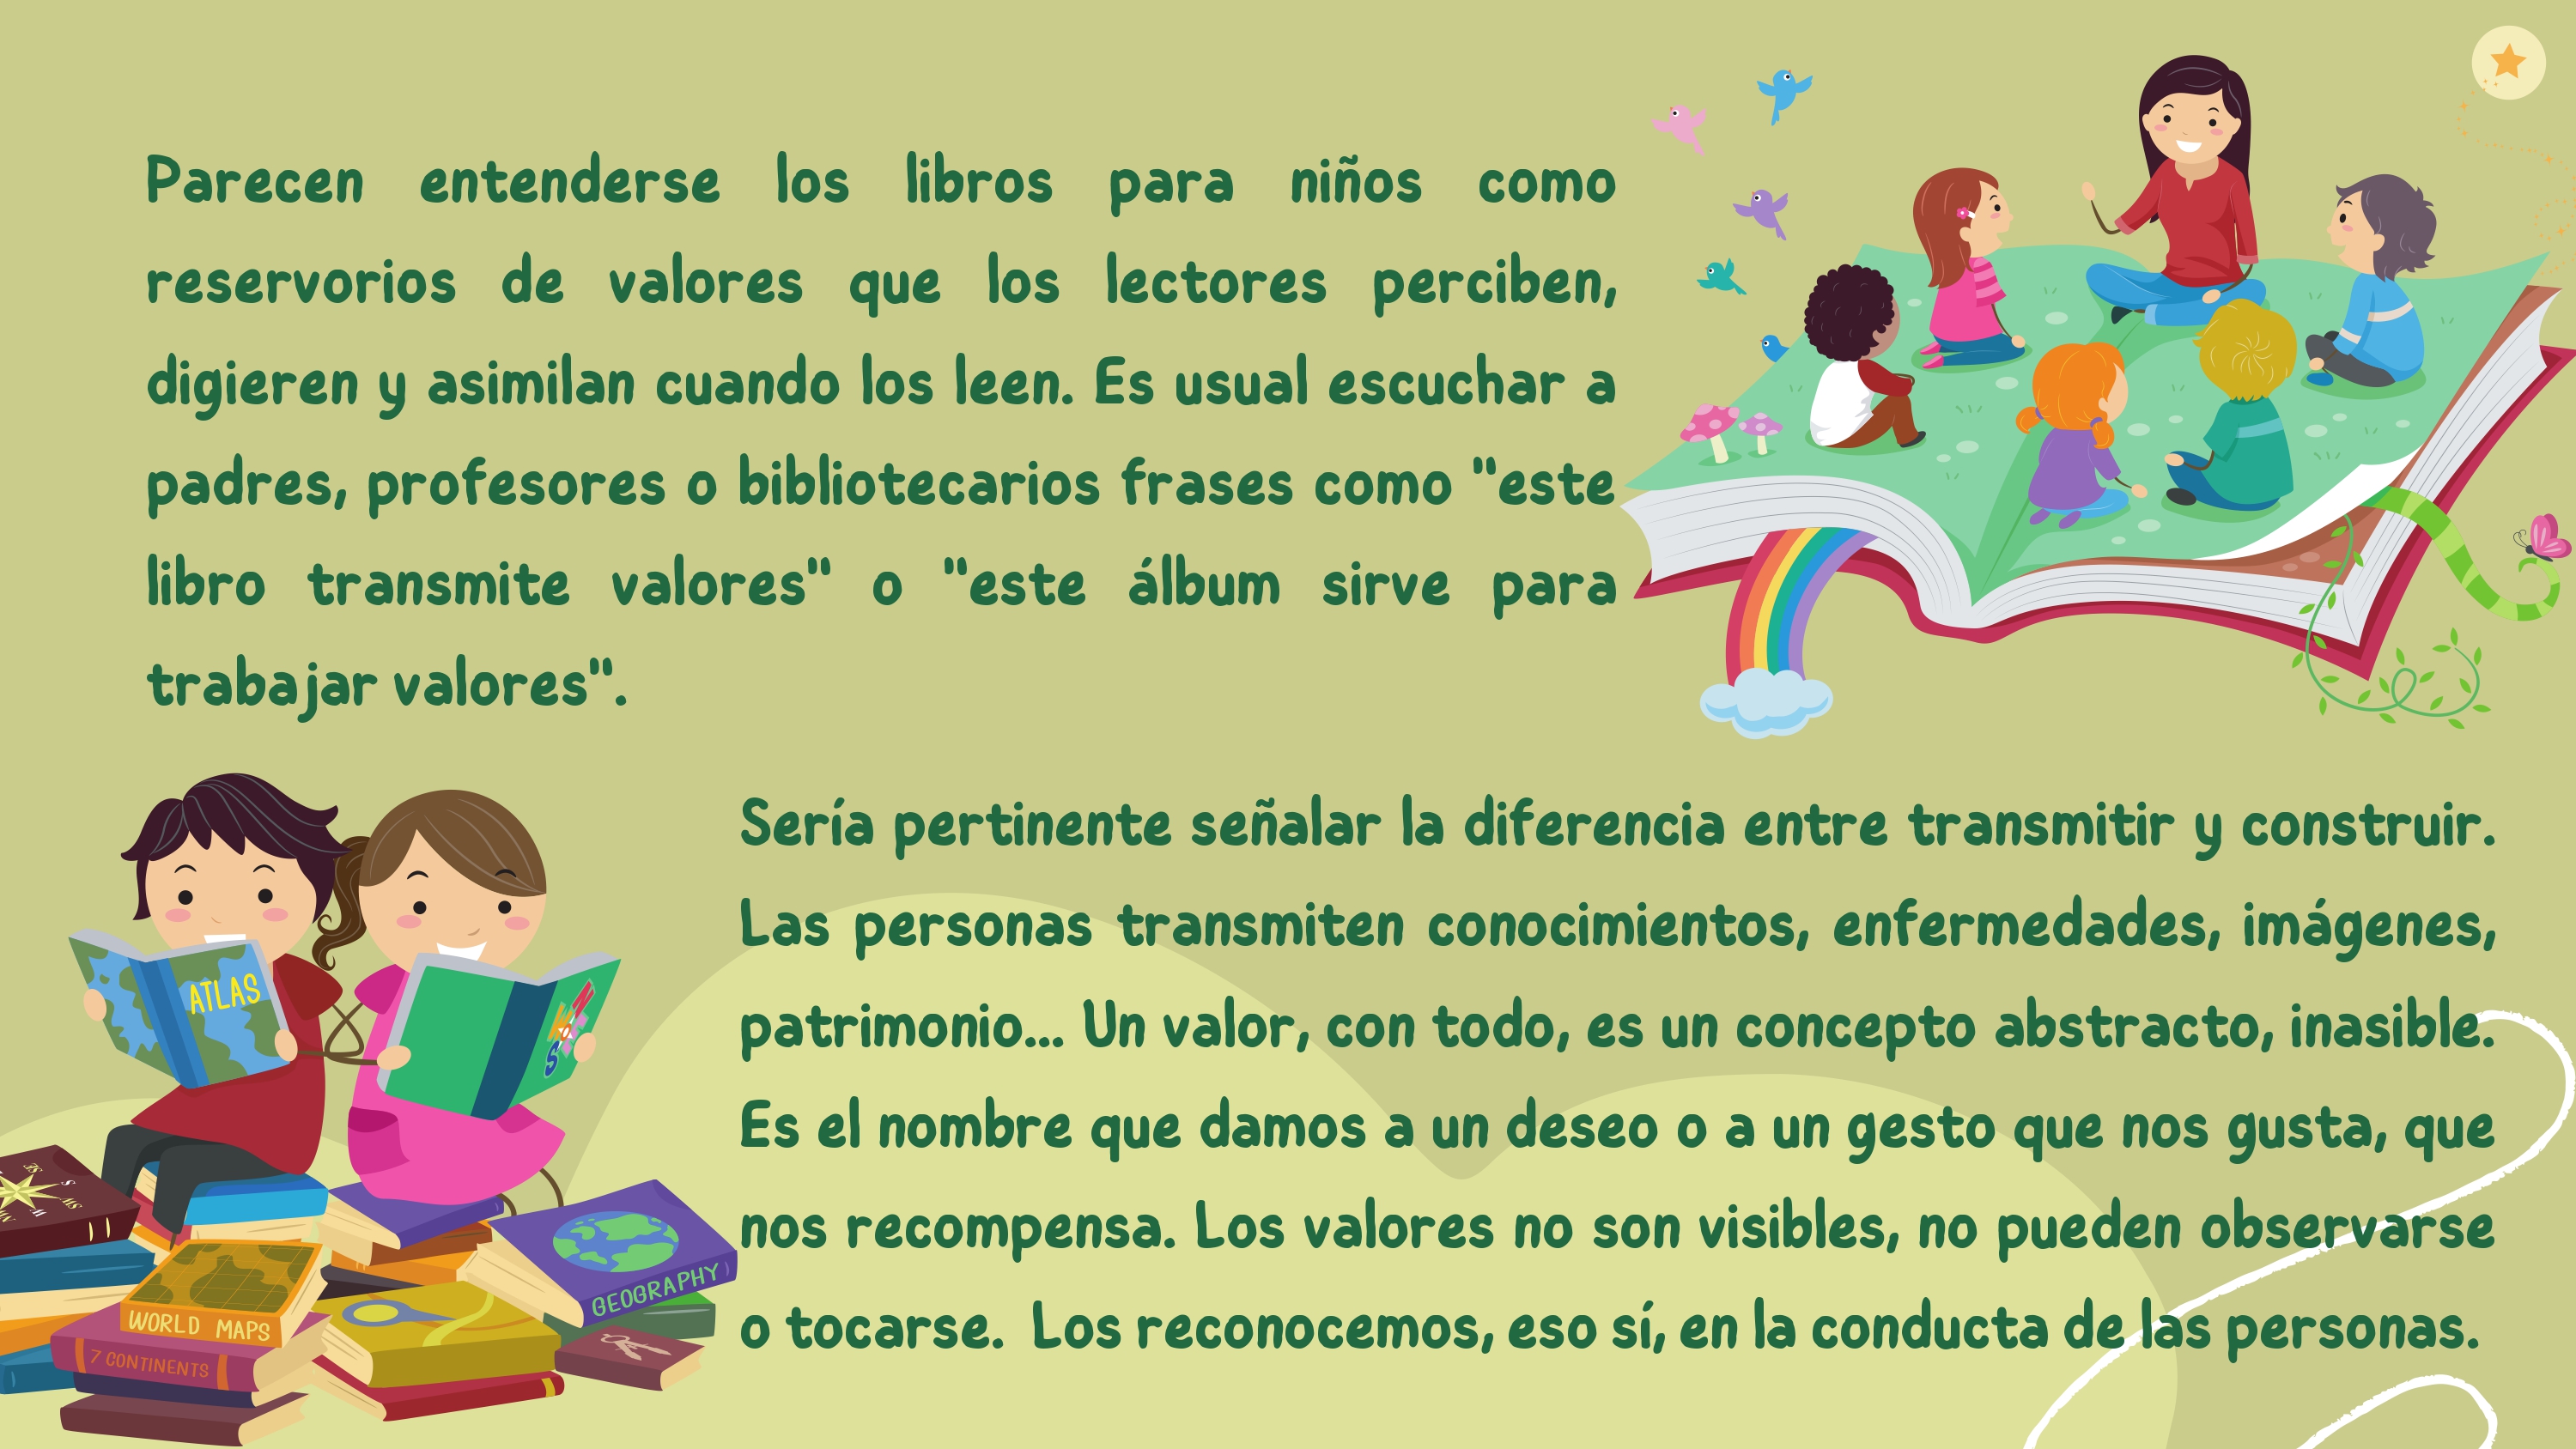 Parecen entenderse los libros para niños como
reservorios de valores que los lectores perciben,
digieren y asimilan cuando los leen. Es usual escuchar a
padres, profesores o bibliotecarios frases como "este
libro transmite valores" o "este álbum sirve para
trabajar valores".
Sería pertinente señalar la diferencia entre transmitir y construir.
Las personas transmiten conocimientos, enfermedades, imágenes,
patrimonio... Un valor, con todo, es un concepto abstracto, inasible.
Es el nombre que damos a un deseo o a un gesto que nos gusta, que
nos recompensa. Los valores no son visibles, no pueden observarse
o tocarse.  Los reconocemos, eso sí, en la conducta de las personas.
ATLAS
GEOGRAPHY
WORLD MAPS
7 CONTINENTS